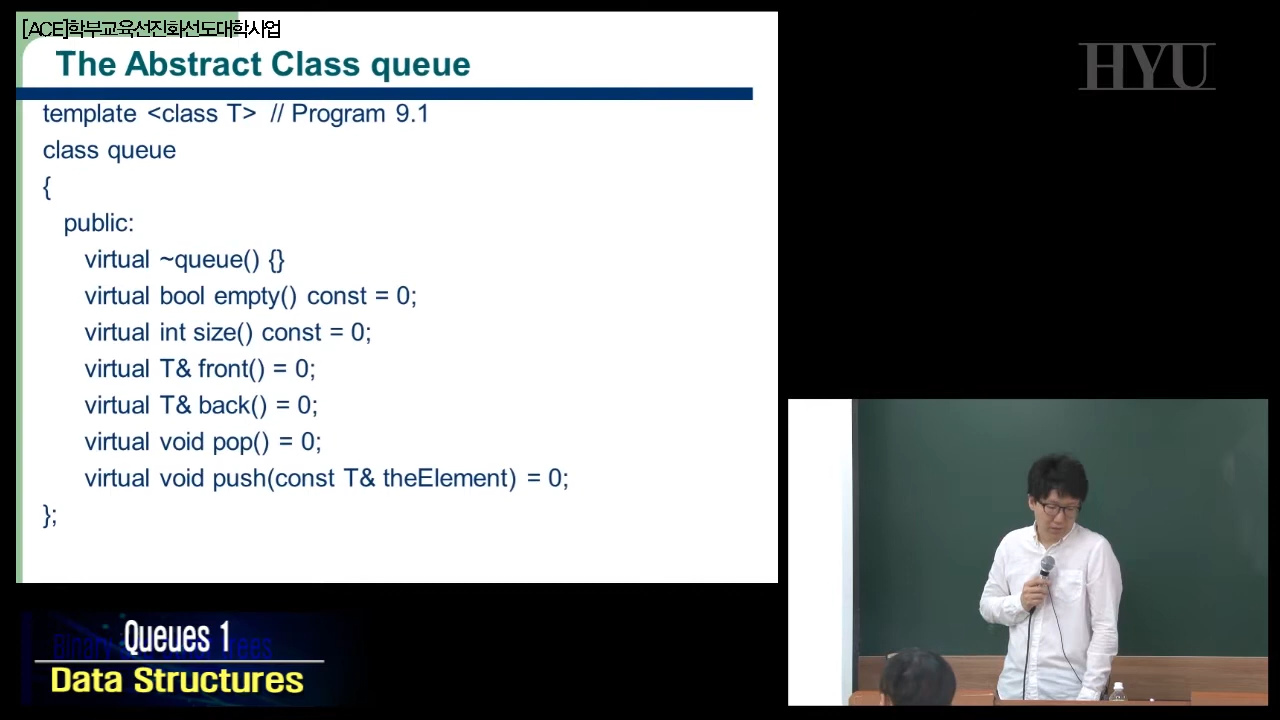 [ACE]학부교육선진화선도대학사업
The Abstract Class queue
HYU
template <class T> // Program 9.1
class queue
{
public:
virtual ~queue() {}
virtual bool empty() const = 0;
virtual int size() const = 0;
virtual T& front() = 0;
virtual T& back() = 0;
virtual void pop() = 0;
virtual void push(const T& theElement) = 0;
};
Queues 1
Data Structures